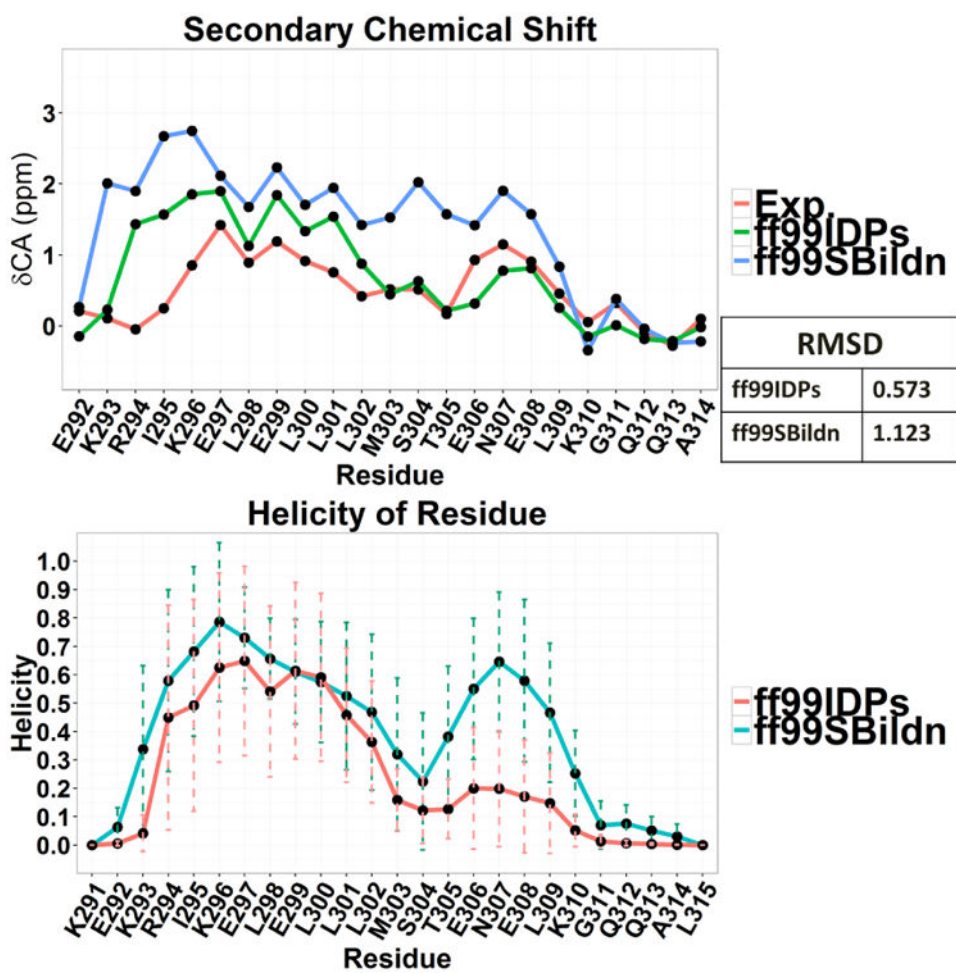 Secondary Chemical Shift
δCA (ppm)
3
2
1
0
E292 K293 R294 I295 K296 E297 L298 E299 L300 L301 L302 M303 S304 T305 E306 N307 E308 L309 K310 G311 Q312 Q313 A314
Residue
Exp.
ff99IDPs
ff99SBildn
RMSD
ff99IDPs 0.573
ff99SBildn 1.123
Helicity of Residue
Helicity
1.0
0.9
0.8
0.7
0.6
0.5
0.4
0.3
0.2
0.1
0.0
K291 E292 K293 R294 I295 K296 E297 L298 E299 L300 L301 L302 M303 S304 T305 E306 N307 E308 L309 K310 G311 Q312 Q313 A314 L315
Residue
ff99IDPs
ff99SBildn